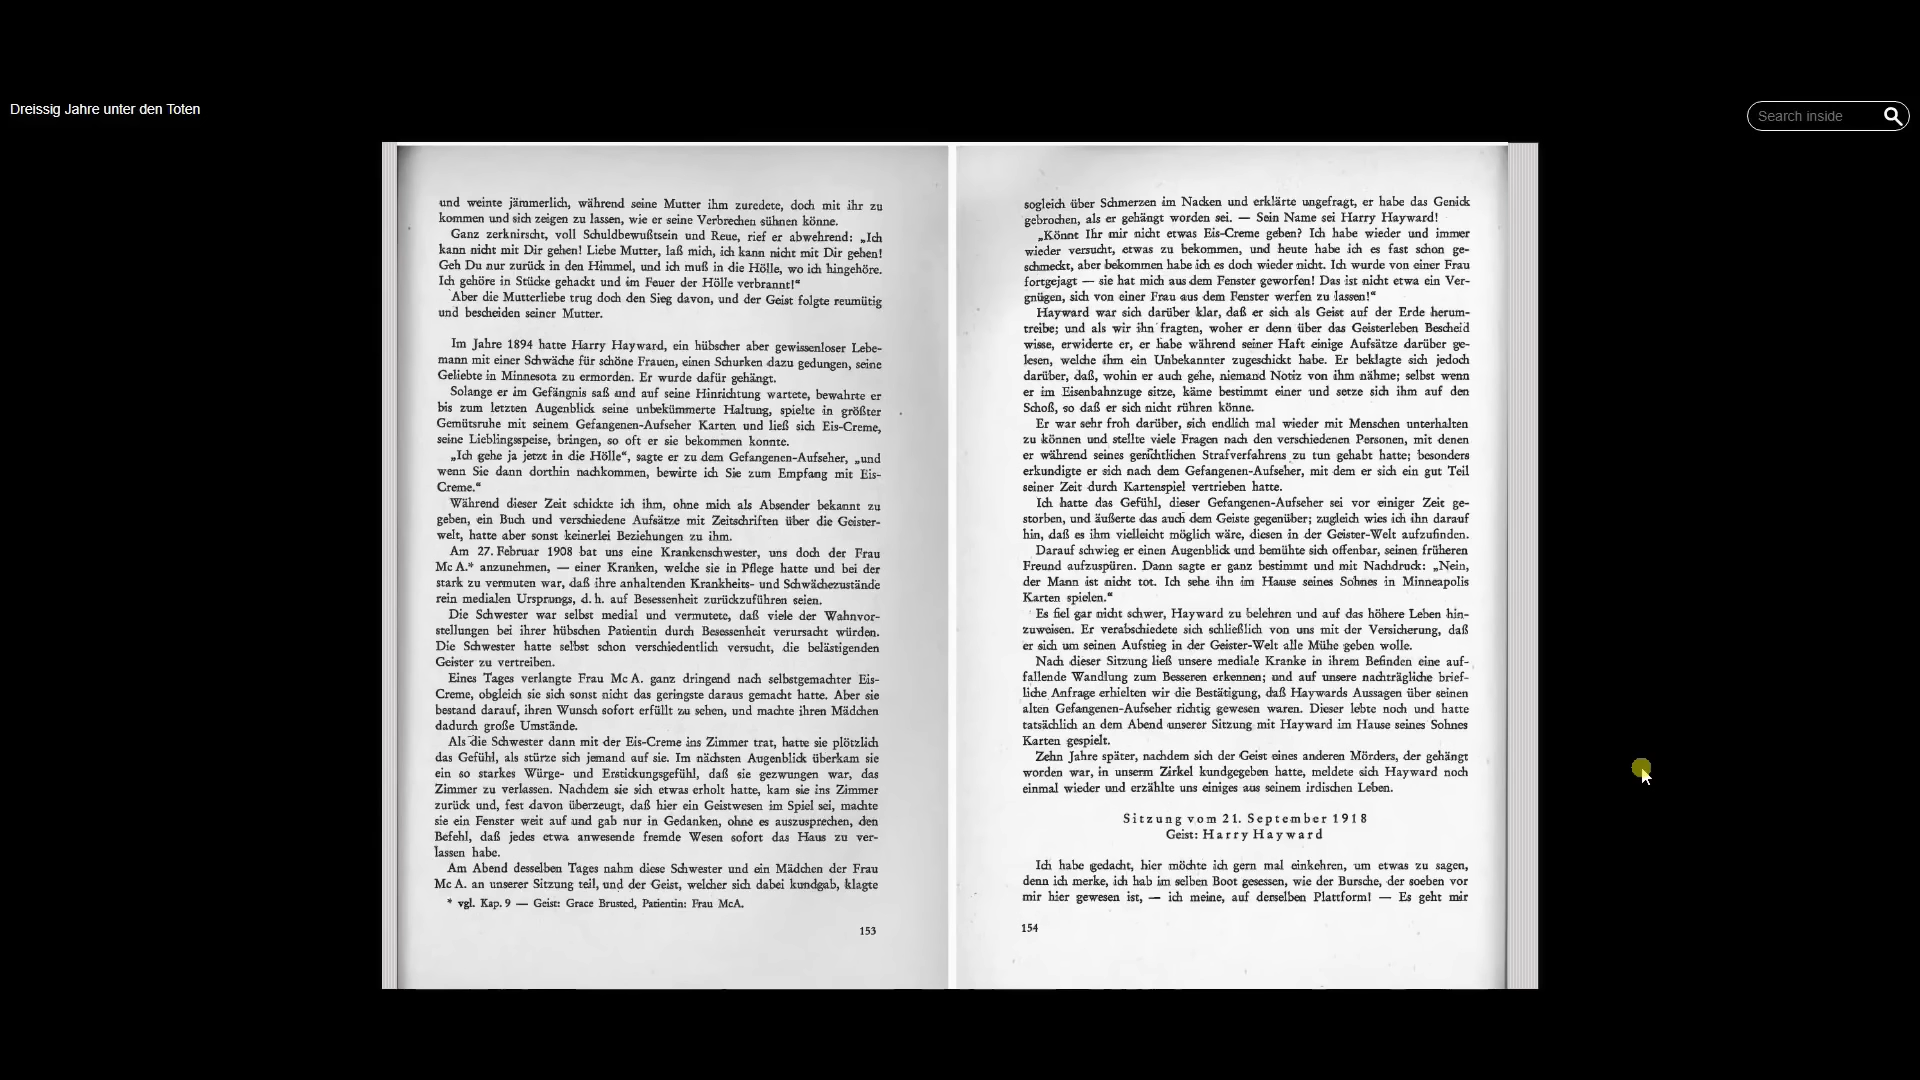 Dreissig Jahre unter den Toten
Search inside
und weinte jämmerlich, während seine Mutter ihm zuredete, doch mit ihr zu
kommen und sich zeigen zu lassen, wie er seine Verbrechen sühnen könne.
Ganz zerknirscht, voll Schuldbewußtsein und Reue, rief er abwehrend: „Ich
kann nicht mit Dir gehen! Liebe Mutter, laß mich, ich kann nicht mit Dir gehen!
Geh Du nur zurück in den Himmel, und ich muß in die Hölle, wo ich hingehöre.
Ich gehöre in Stücke gehackt und im Feuer der Hölle verbrannt!“
Aber die Mutterliebe trug doch den Sieg davon, und der Geist folgte reumütig
und bescheiden seiner Mutter.
Im Jahre 1894 hatte Harry Hayward, ein hübscher aber gewissenloser Lebe-
mann mit einer Schwäche für schöne Frauen, einen Schurken dazu gedungen, seine
Geliebte in Minnesota zu ermorden. Er wurde dafür gehängt.
Solange er im Gefängnis saß und auf seine Hinrichtung wartete, bewahrte er
bis zum letzten Augenblick seine unbekümmerte Haltung, spielte in größter
Gemütsruhe mit seinem Gefangenen-Aufseher Karten und ließ sich Eis-Creme,
seine Lieblingsspeise, bringen, so oft er sie bekommen konnte.
„Ich gehe ja jetzt in die Hölle“, sagte er zu dem Gefangenen-Aufseher, „und
wenn Sie dann dorthin nachkommen, bewirte ich Sie zum Empfang mit Eis-
Creme.“
Während dieser Zeit schickte ich ihm, ohne mich als Absender bekannt zu
geben, ein Buch und verschiedene Aufsätze mit Zeitschriften über die Geister-
welt, hatte aber sonst keinerlei Beziehungen zu ihm.
Am 27. Februar 1908 bat uns eine Krankenschwester, uns doch der Frau
Mc A.* anzunehmen, — einer Kranken, welche sie in Pflege hatte und bei der
stark zu vermuten war, daß ihre anhaltenden Krankheits- und Schwächezustände
rein medialen Ursprungs, d. h. auf Besessenheit zurückzuführen seien.
Die Schwester war selbst medial und vermutete, daß viele der Wahnvor-
stellungen bei ihrer hübschen Patientin durch Besessenheit verursacht würden.
Die Schwester hatte selbst schon verschiedentlich versucht, die belästigenden
Geister zu vertreiben.
Eines Tages verlangte Frau Mc A. ganz dringend nach selbstgemachter Eis-
Creme, obgleich sie sich sonst nicht das geringste daraus gemacht hatte. Aber sie
bestand darauf, ihren Wunsch sofort erfüllt zu sehen, und machte ihren Mädchen
dadurch große Umstände.
Als die Schwester dann mit der Eis-Creme ins Zimmer trat, hatte sie plötzlich
das Gefühl, als stürze sich jemand auf sie. Im nächsten Augenblick überkam sie
ein so starkes Würge- und Erstickungsgefühl, daß sie gezwungen war, das
Zimmer zu verlassen. Nachdem sie sich etwas erholt hatte, kam sie ins Zimmer
zurück und, fest davon überzeugt, daß hier ein Geistwesen im Spiel sei, machte
sie ein Fenster weit auf und gab nur in Gedanken, ohne es auszusprechen, den
Befehl, daß jedes etwa anwesende fremde Wesen sofort das Haus zu ver-
lassen habe.
Am Abend desselben Tages nahm diese Schwester und ein Mädchen der Frau
Mc A. an unserer Sitzung teil, und der Geist, welcher sich dabei kundgab, klagte
* vgl. Kap. 9 — Geist: Grace Brusted, Patientin: Frau McA.
153
sogleich über Schmerzen im Nacken und erklärte ungefragt, er habe das Genick
gebrochen, als er gehängt worden sei. — Sein Name sei Harry Hayward!
„Könnt Ihr mir nicht etwas Eis-Creme geben? Ich habe wieder und immer
wieder versucht, etwas zu bekommen, und heute habe ich es fast schon ge-
schmeckt, aber bekommen habe ich es doch wieder nicht. Ich wurde von einer Frau
fortgejagt — sie hat mich aus dem Fenster geworfen! Das ist nicht etwa ein Ver-
gnügen, sich von einer Frau aus dem Fenster werfen zu lassen!“
Hayward war sich darüber klar, daß er sich als Geist auf der Erde herum-
treibe; und als wir ihn fragten, woher er denn über das Geisterleben Bescheid
wisse, erwiderte er, er habe während seiner Haft einige Aufsätze darüber ge-
lesen, welche ihm ein Unbekannter zugeschickt habe. Er beklagte sich jedoch
darüber, daß, wohin er auch gehe, niemand Notiz von ihm nähme; selbst wenn
er im Eisenbahnzuge sitze, käme bestimmt einer und setze sich ihm auf den
Schoß, so daß er sich nicht rühren könne.
Er war sehr froh darüber, sich endlich mal wieder mit Menschen unterhalten
zu können und stellte viele Fragen nach den verschiedenen Personen, mit denen
er während seines gerichtlichen Strafverfahrens zu tun gehabt hatte; besonders
erkundigte er sich nach dem Gefangenen-Aufseher, mit dem er sich ein gut Teil
seiner Zeit durch Kartenspiel vertrieben hatte.
Ich hatte das Gefühl, dieser Gefangenen-Aufseher sei vor einiger Zeit ge-
storben, und äußerte das auch dem Geiste gegenüber; zugleich wies ich ihn darauf
hin, daß es ihm vielleicht möglich wäre, diesen in der Geister-Welt aufzufinden.
Darauf schwieg er einen Augenblick und bemühte sich offenbar, seinen früheren
Freund aufzuspüren. Dann sagte er ganz bestimmt und mit Nachdruck: „Nein,
der Mann ist nicht tot. Ich sehe ihn im Hause seines Sohnes in Minneapolis
Karten spielen.“
Es fiel gar nicht schwer, Hayward zu belehren und auf das höhere Leben hin-
zuweisen. Er verabschiedete sich schließlich von uns mit der Versicherung, daß
er sich um seinen Aufstieg in der Geister-Welt alle Mühe geben wolle.
Nach dieser Sitzung ließ unsere mediale Kranke in ihrem Befinden eine auf-
fallende Wandlung zum Besseren erkennen; und auf unsere nachträgliche brief-
liche Anfrage erhielten wir die Bestätigung, daß Haywards Aussagen über seinen
alten Gefangenen-Aufseher richtig gewesen waren. Dieser lebte noch und hatte
tatsächlich an dem Abend unserer Sitzung mit Hayward im Hause seines Sohnes
Karten gespielt.
Zehn Jahre später, nachdem sich der Geist eines anderen Mörders, der gehängt
worden war, in unserm Zirkel kundgegeben hatte, meldete sich Hayward noch
einmal wieder und erzählte uns einiges aus seinem irdischen Leben.
Sitzung vom 21. September 1918
Geist: Harry Hayward
Ich habe gedacht, hier möchte ich gern mal einkehren, um etwas zu sagen,
denn ich merke, ich hab im selben Boot gesessen, wie der Bursche, der soeben vor
mir hier gewesen ist, — ich meine, auf derselben Plattform! — Es geht mir
154